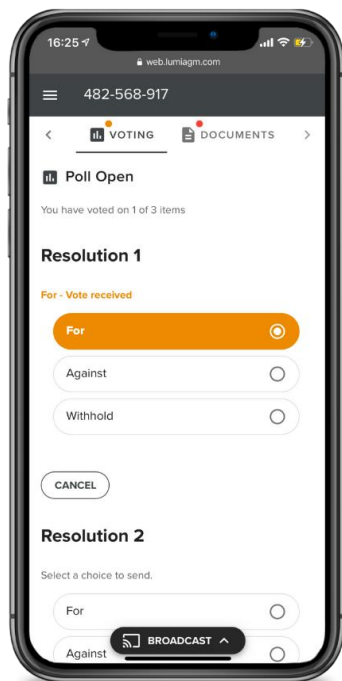 16:25
web.lumiagm.com
482-568-917
VOTING
DOCUMENTS
Poll Open
You have voted on 1 of 3 items
Resolution 1
For - Vote received
For
Against
Withhold
CANCEL
Resolution 2
Select a choice to send.
For
BROADCAST
Against